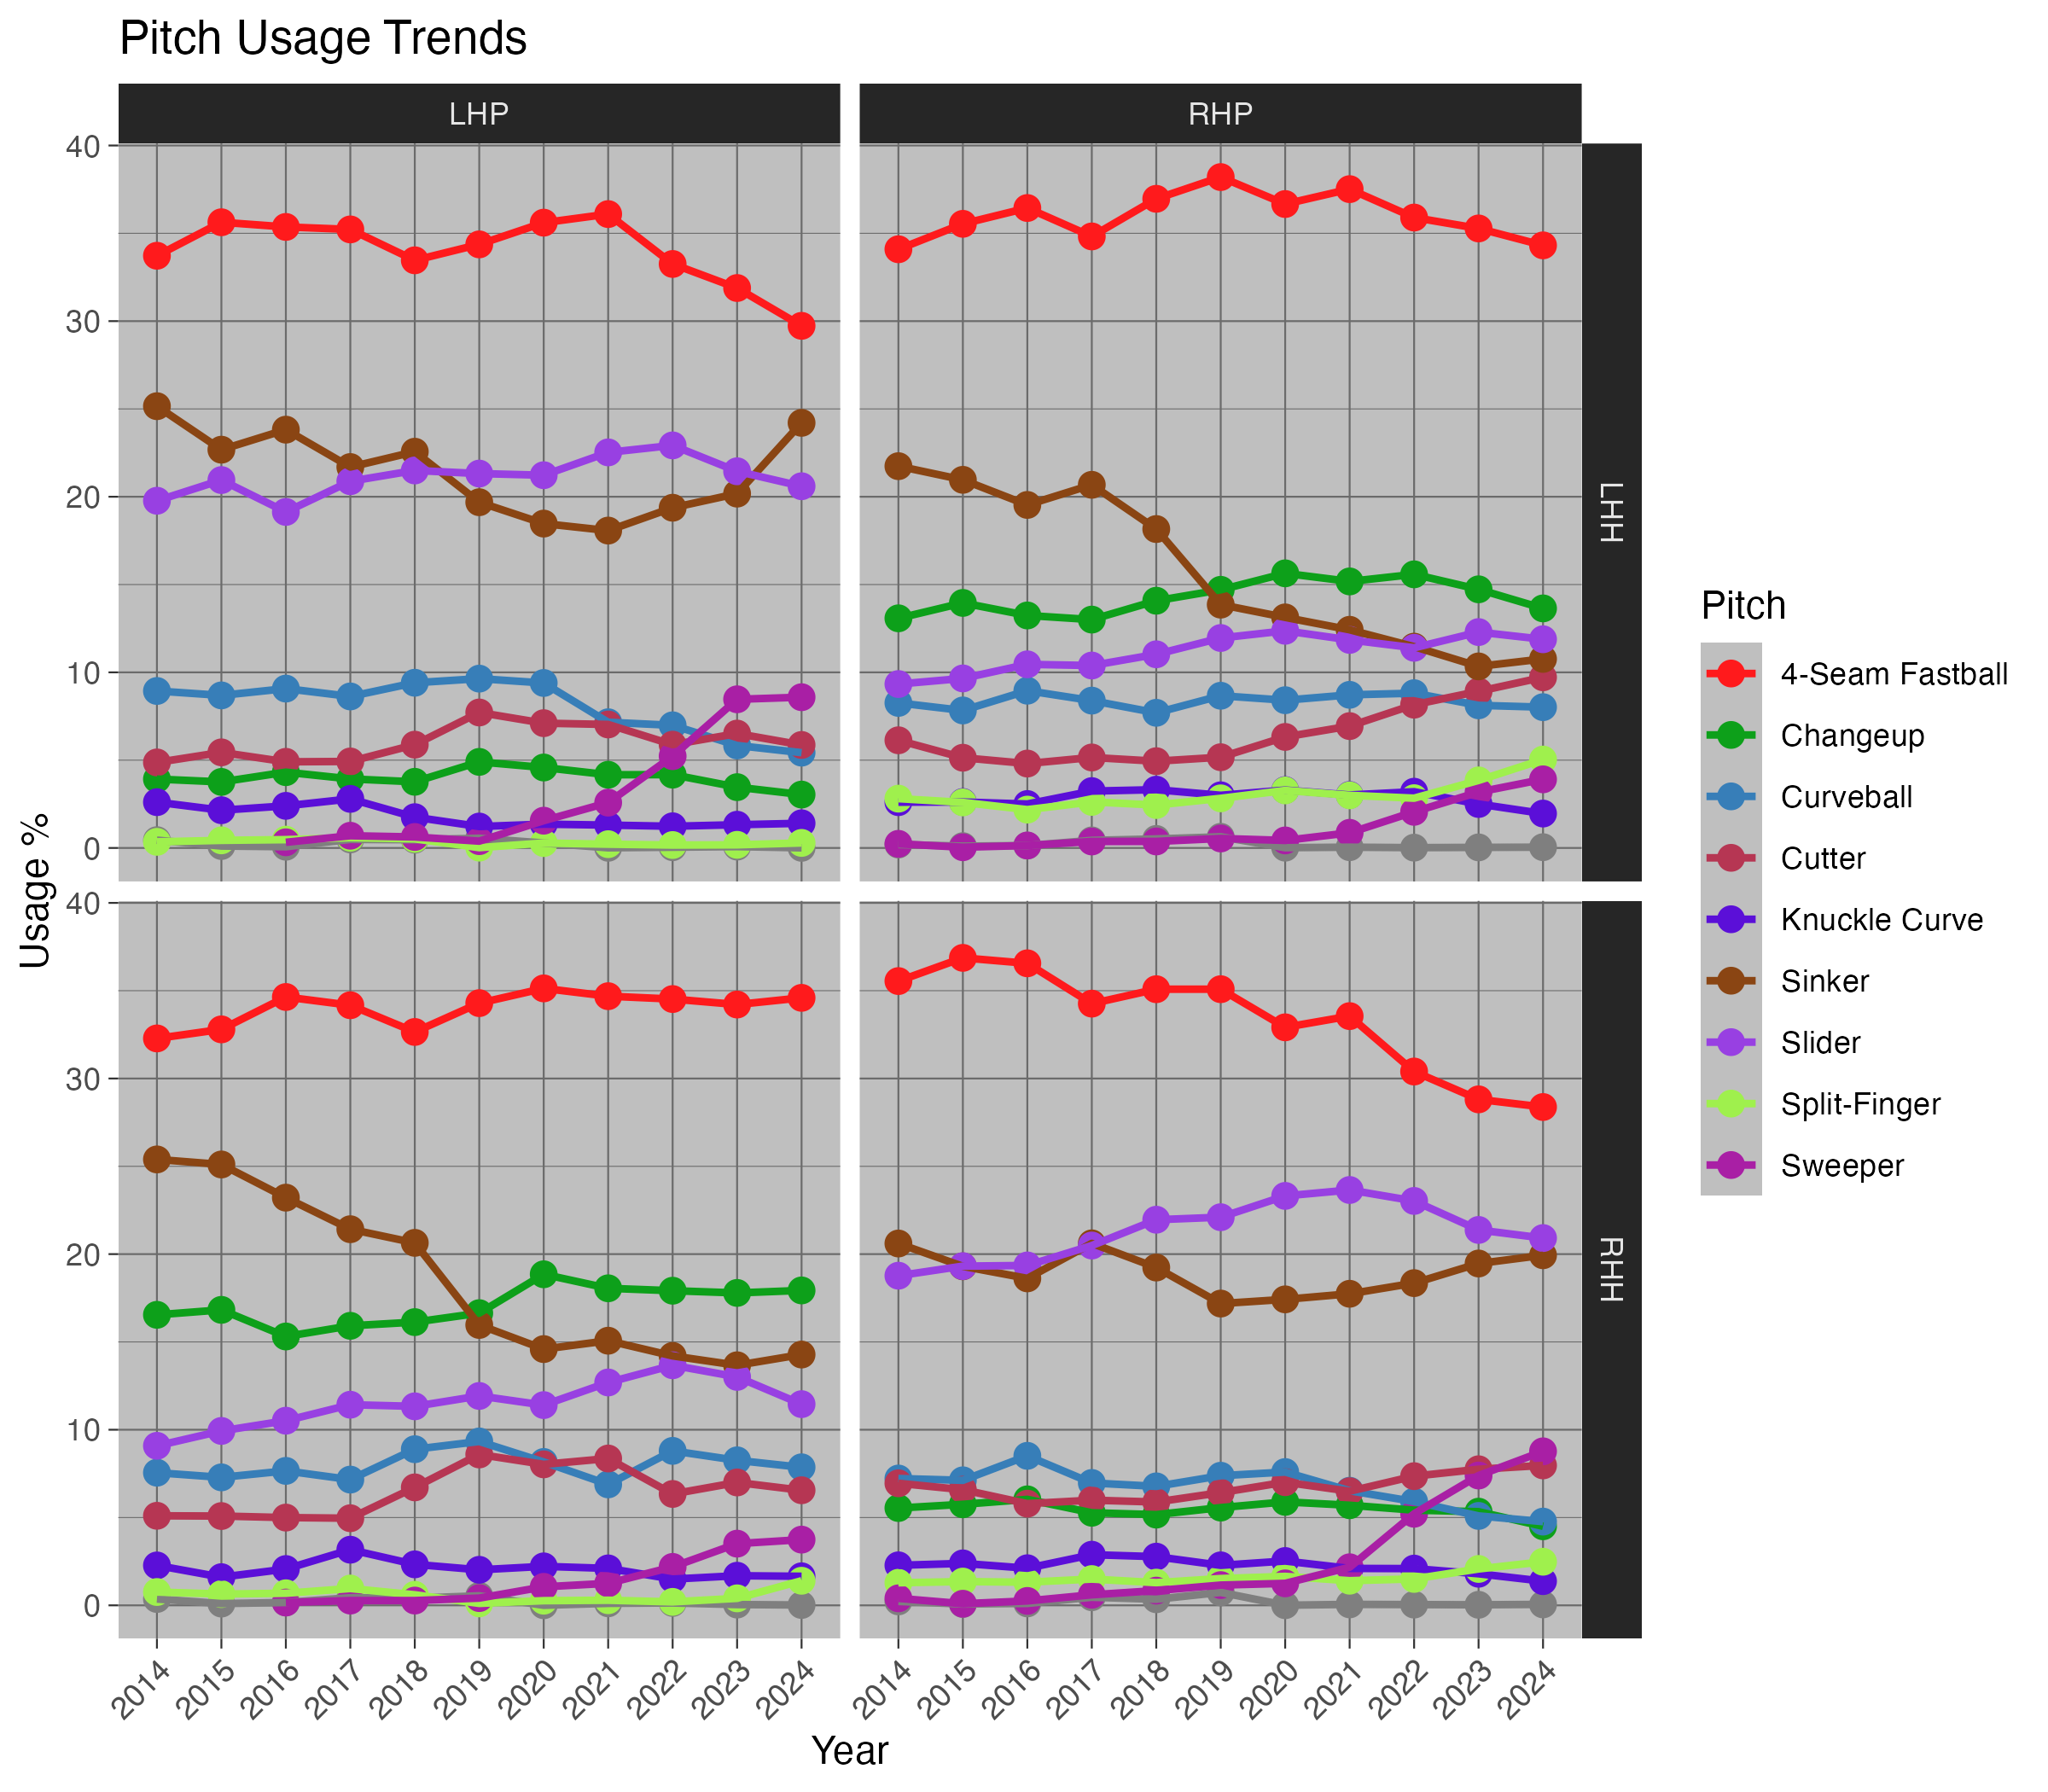 Pitch Usage Trends
LHP
RHP
40
30
20
10
0
LHH
40
30
20
10
0
RHH
Usage %
2014 2015 2016 2017 2018 2019 2020 2021 2022 2023 2024
2014 2015 2016 2017 2018 2019 2020 2021 2022 2023 2024
Year
Pitch
4-Seam Fastball
Changeup
Curveball
Cutter
Knuckle Curve
Sinker
Slider
Split-Finger
Sweeper